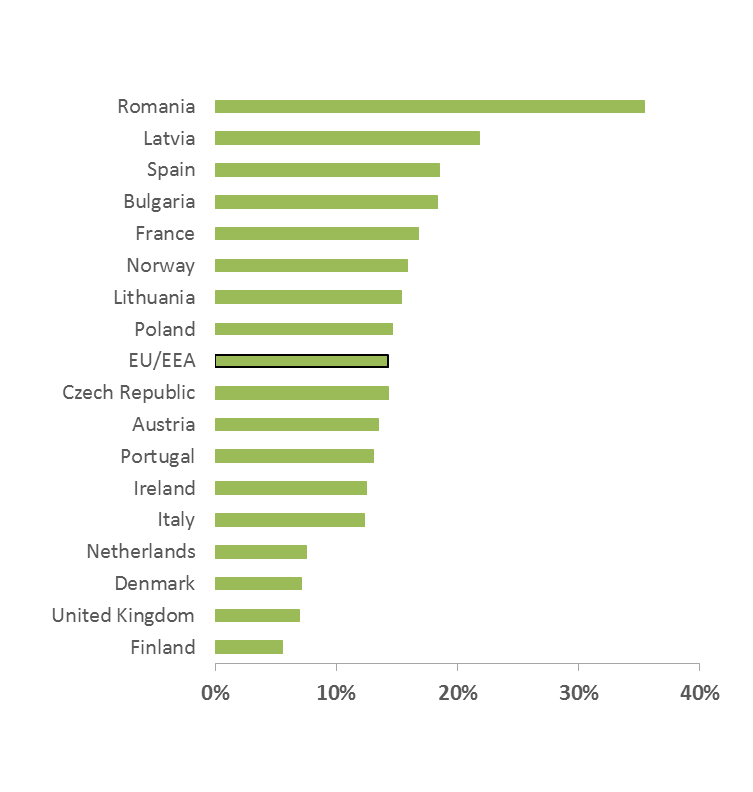 Romania
Latvia
Spain
Bulgaria
France
Norway
Lithuania
Poland
EU/EEA
Czech Republic
Austria
Portugal
Ireland
Italy
Netherlands
Denmark
United Kingdom
Finland
0% 10% 20% 30% 40%